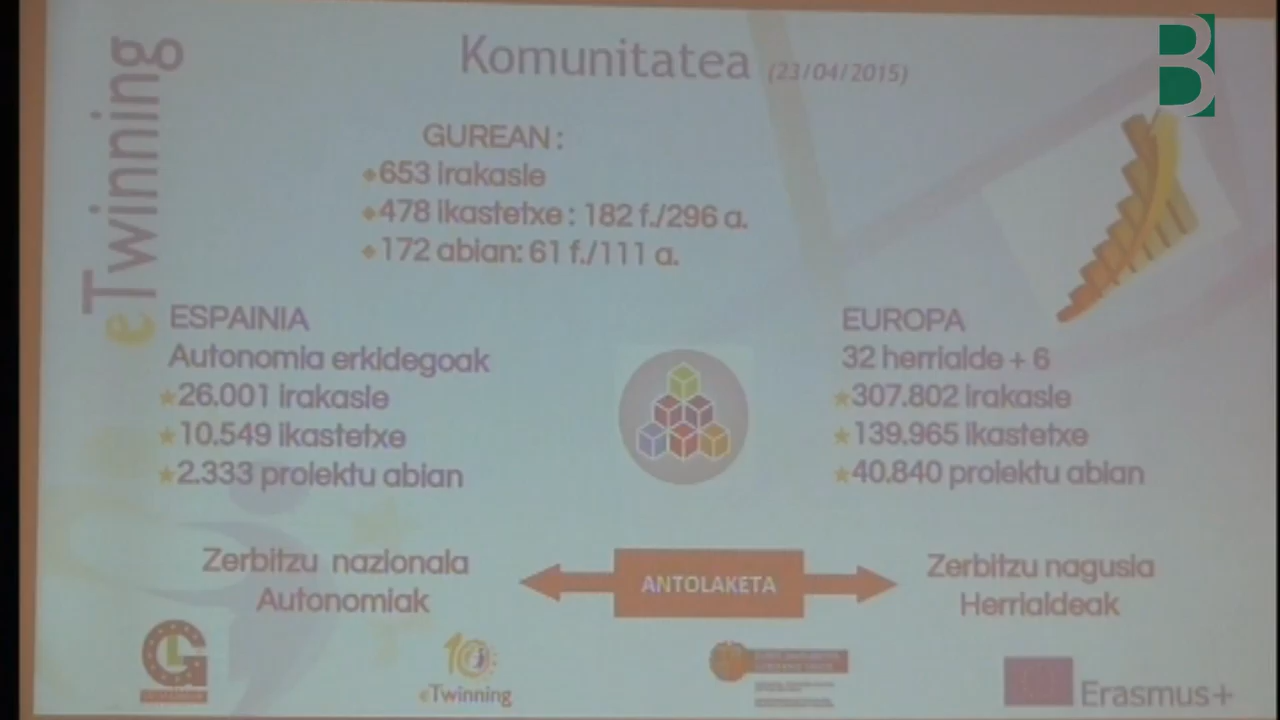 eTwinning
Komunitatea (23/04/2015)
B
GUREAN :
653 irakasle
478 ikastetxe : 182 f./296 a.
172 abian: 61 f./111 a.
ESPAINIA
Autonomia erkidegoak
26.001 irakasle
10.549 ikastetxe
2.333 proiektu abian
EUROPA
32 herrialde + 6
307.802 irakasle
139.965 ikastetxe
40.840 proiektu abian
Zerbitzu nazionala
Autonomiak
ANTOLAKETA
Zerbitzu nagusia
Herrialdeak
10
eTwinning
Erasmus+